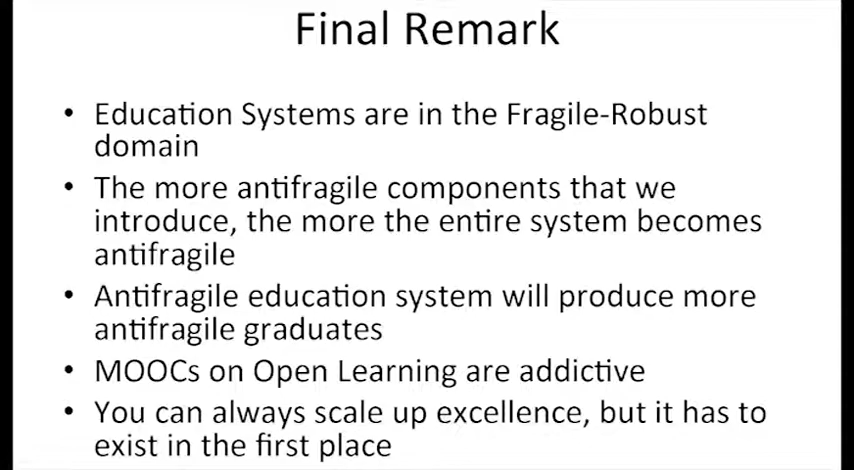 Final Remark
• Education Systems are in the Fragile-Robust
domain
• The more antifragile components that we
introduce, the more the entire system becomes
antifragile
• Antifragile education system will produce more
antifragile graduates
• MOOCs on Open Learning are addictive
• You can always scale up excellence, but it has to
exist in the first place